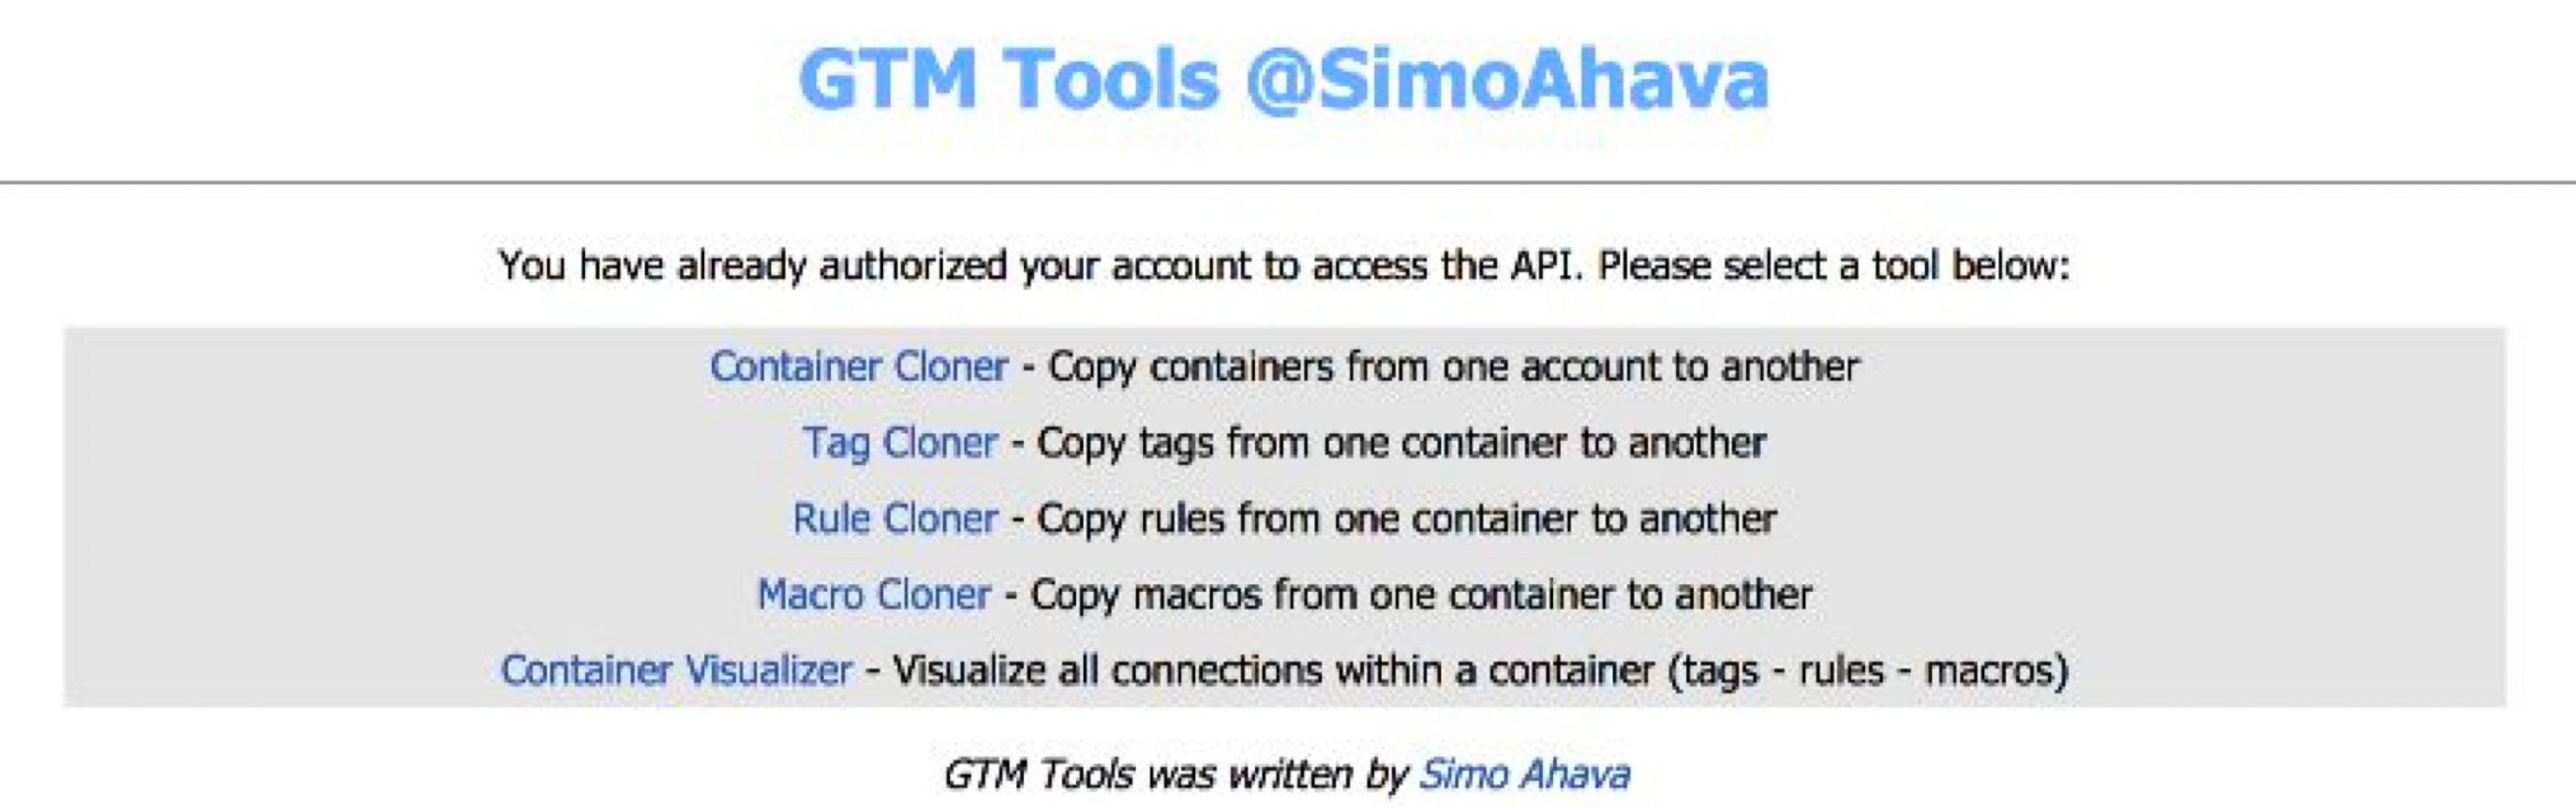 GTM Tools @SimoAhava
You have already authorized your account to access the API. Please select a tool below:
Container Cloner - Copy containers from one account to another
Tag Cloner - Copy tags from one container to another
Rule Cloner - Copy rules from one container to another
Macro Cloner - Copy macros from one container to another
Container Visualizer - Visualize all connections within a container (tags - rules - macros)
GTM Tools was written by Simo Ahava